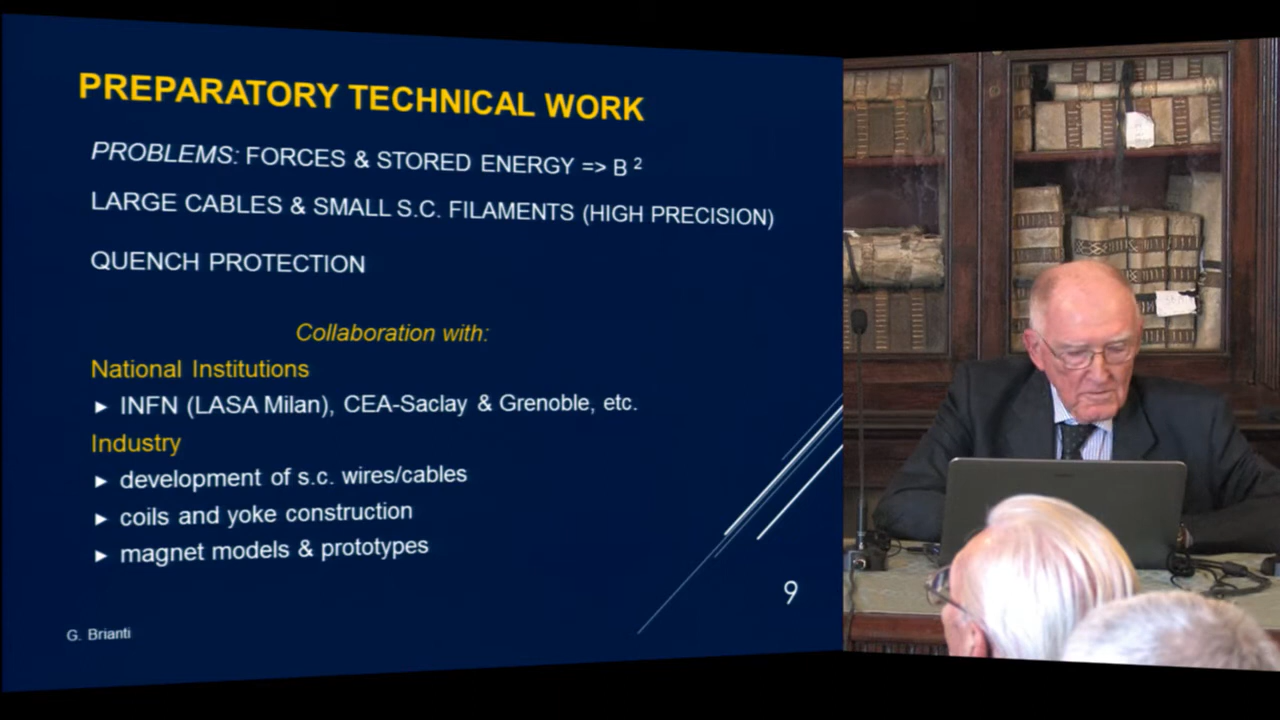 PREPARATORY TECHNICAL WORK
PROBLEMS: FORCES & STORED ENERGY => B ²
LARGE CABLES & SMALL S.C. FILAMENTS (HIGH PRECISION)
QUENCH PROTECTION
Collaboration with:
National Institutions
► INFN (LASA Milan), CEA-Saclay & Grenoble, etc.
Industry
► development of s.c. wires/cables
► coils and yoke construction
► magnet models & prototypes
9
G. Brianti